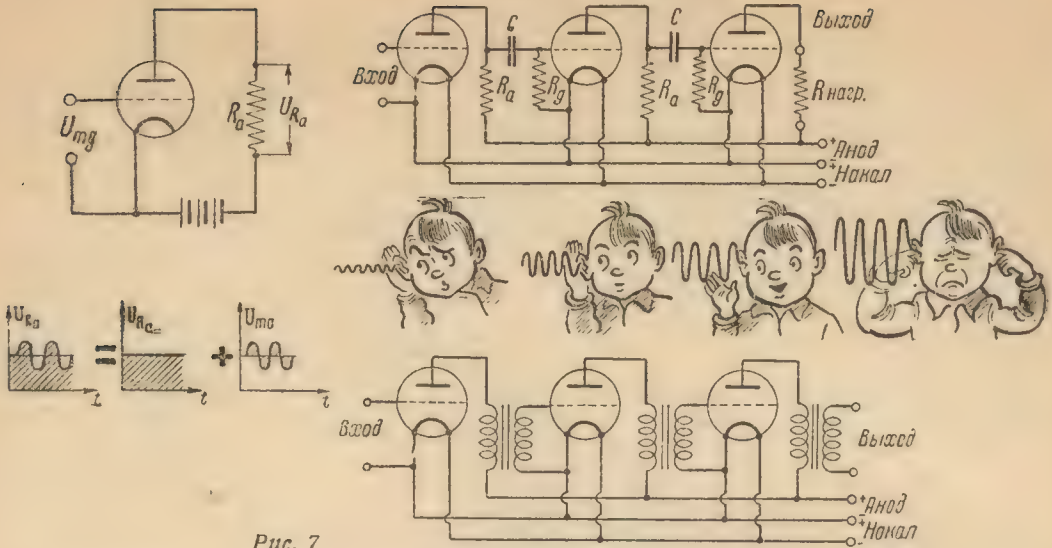 U_mg
R_a
U_Ra
Вход
C
R_a
R_g
C
R_a
R_g
Выход
R нагр.
+ Анод
- +
Накал
-
U_Ra
t
=
U_Ra=
t
+
U_ma
t
Вход
Выход
+ Анод
- +
Накал
-
Рис. 7